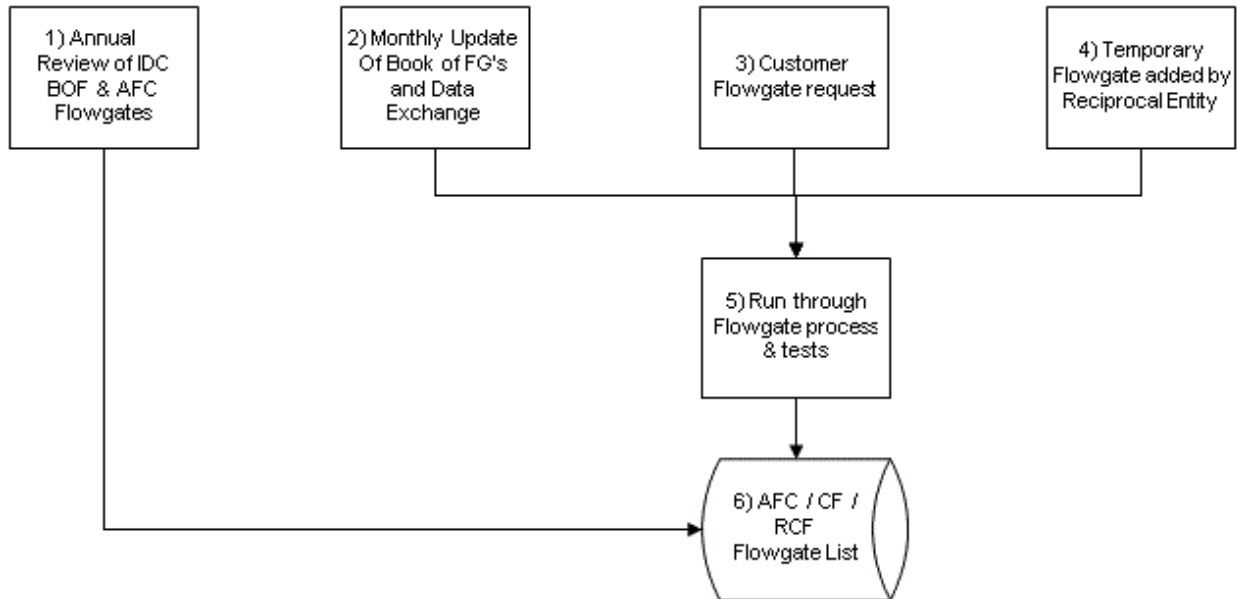 1) Annual
Review of IDC
BOF & AFC
Flowgates
2) Monthly Update
Of Book of FG's
and Data
Exchange
3) Customer
Flowgate request
4) Temporary
Flowgate added by
Reciprocal Entity
5) Run through
Flowgate process
& tests
6) AFC / CF /
RCF
Flowgate List